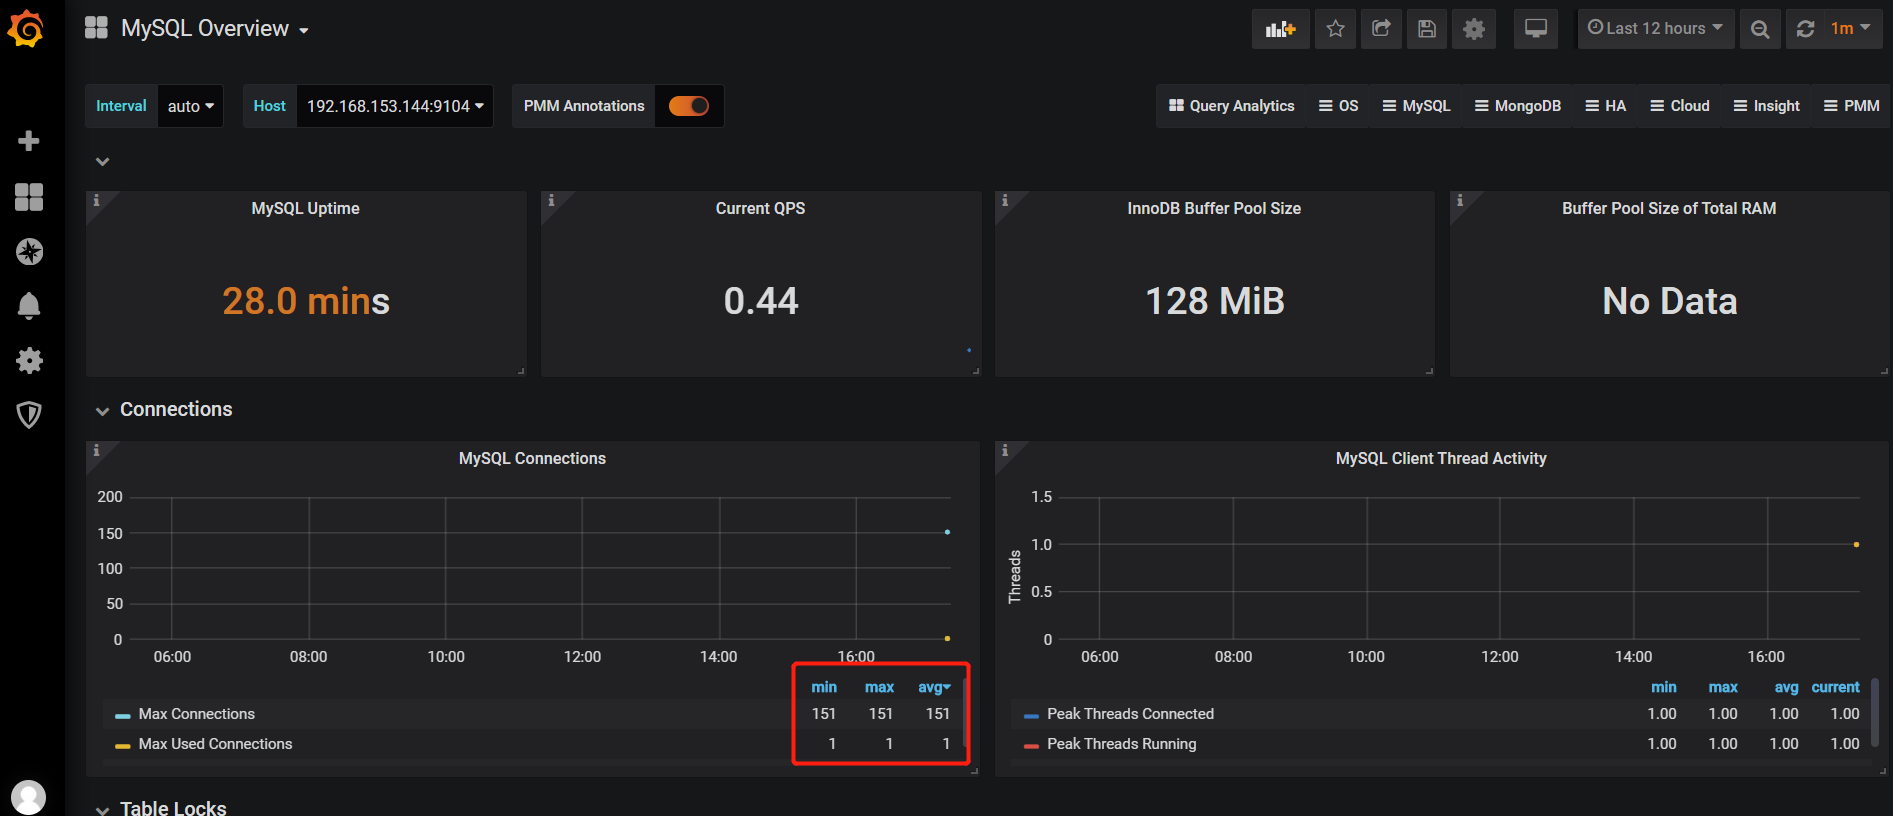 MySQL Overview
Last 12 hours
1m
Interval auto Host 192.168.153.144:9104 PMM Annotations
Query Analytics OS MySQL MongoDB HA Cloud Insight PMM
MySQL Uptime
28.0 mins
Current QPS
0.44
InnoDB Buffer Pool Size
128 MiB
Buffer Pool Size of Total RAM
No Data
Connections
MySQL Connections
200
150
100
50
0
06:00 08:00 10:00 12:00 14:00 16:00
min max avg
Max Connections 151 151 151
Max Used Connections 1 1 1
MySQL Client Thread Activity
Threads
1.5
1.0
0.5
0
06:00 08:00 10:00 12:00 14:00 16:00
min max avg current
Peak Threads Connected 1.00 1.00 1.00 1.00
Peak Threads Running 1.00 1.00 1.00 1.00
Table Locks